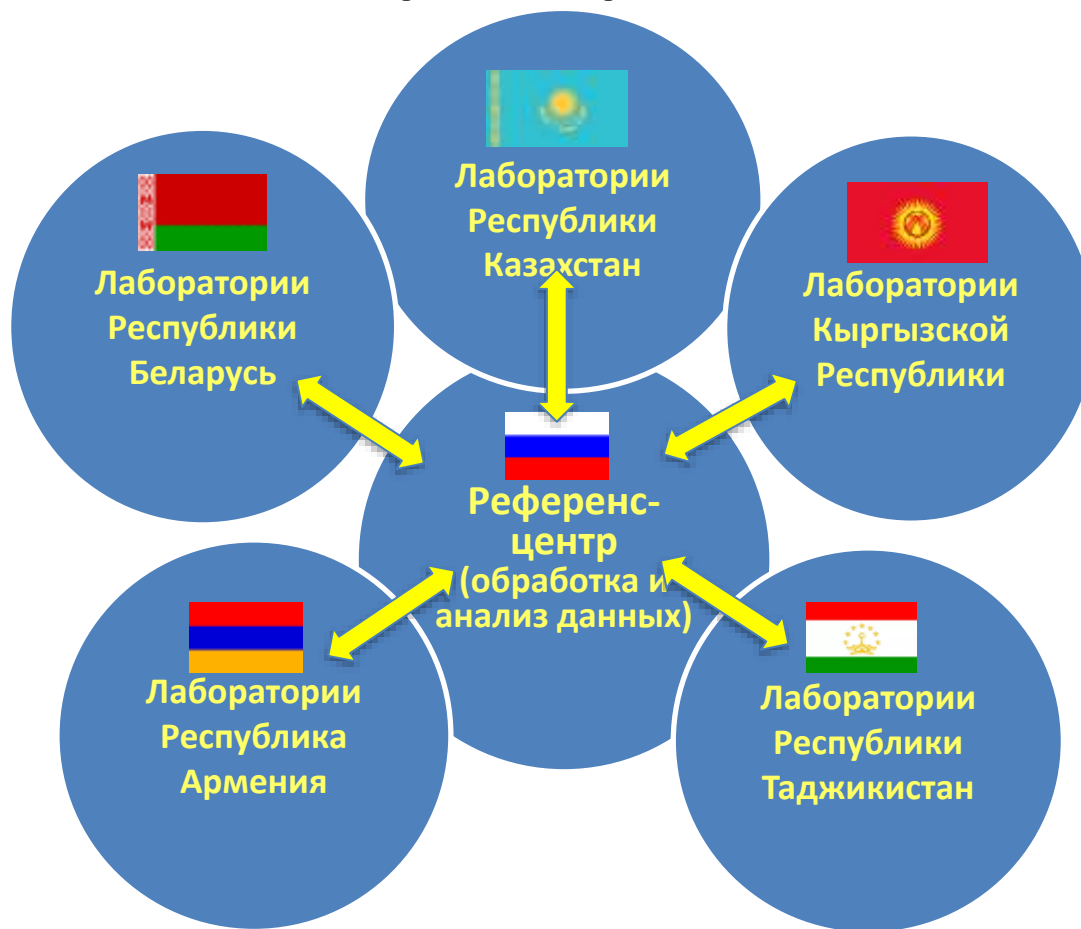 Лаборатории
Республики
Казахстан
Лаборатории
Республики
Беларусь
Лаборатории
Кыргызской
Республики
Референс-
центр
(обработка и
анализ данных)
Лаборатории
Республика
Армения
Лаборатории
Республики
Таджикистан